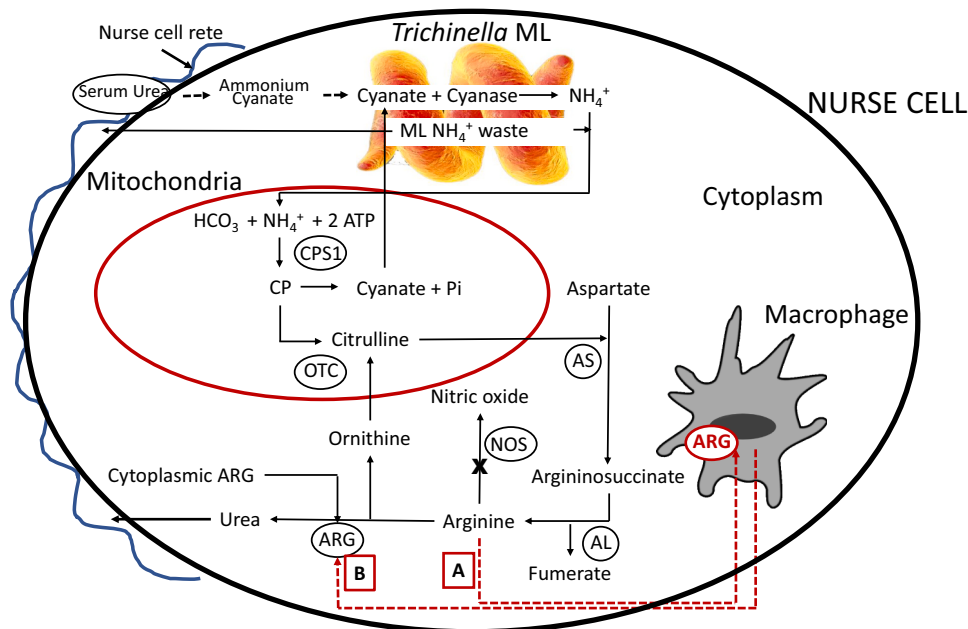 Nurse cell rete
Trichinella ML
Serum Urea
Ammonium
Cyanate
Cyanate + Cyanase
NH₄⁺
NURSE CELL
ML NH₄⁺ waste
Mitochondria
Cytoplasm
HCO₃ + NH₄⁺ + 2 ATP
CPS1
CP
Cyanate + Pi
Aspartate
Macrophage
Citrulline
OTC
AS
Nitric oxide
NOS
X
ARG
Ornithine
Cytoplasmic ARG
Argininosuccinate
Urea
Arginine
ARG
AL
B
A
Fumerate